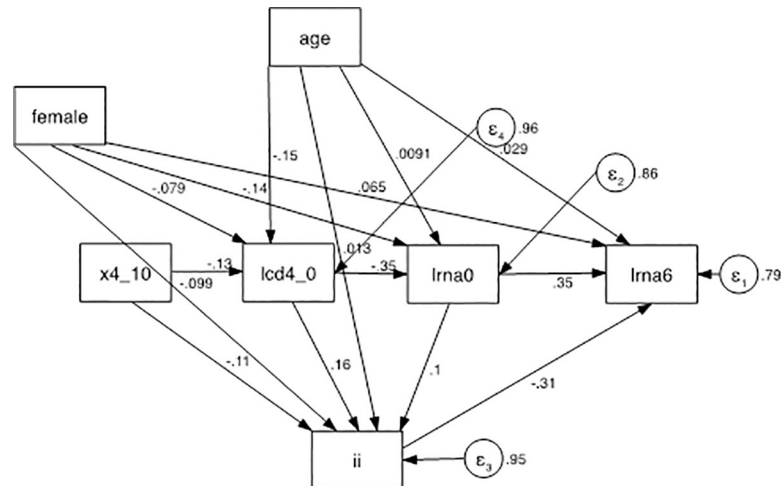 age
female
ε4 .96
.029
-.15
.0091
ε2 .86
-.079
-.14
.065
.013
x4_10
-.13
lcd4_0
-.35
lrna0
.35
lrna6
ε1 .79
-.099
-.11
.16
.1
-.31
ii
ε3 .95